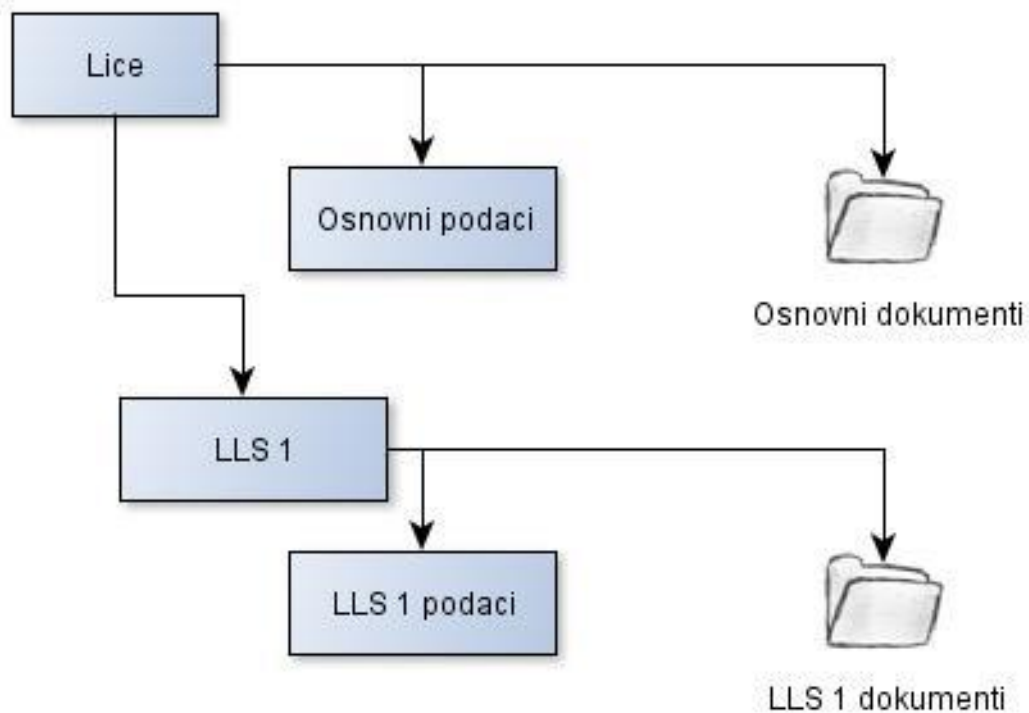 Lice
Osnovni podaci
Osnovni dokumenti
LLS 1
LLS 1 podaci
LLS 1 dokumenti